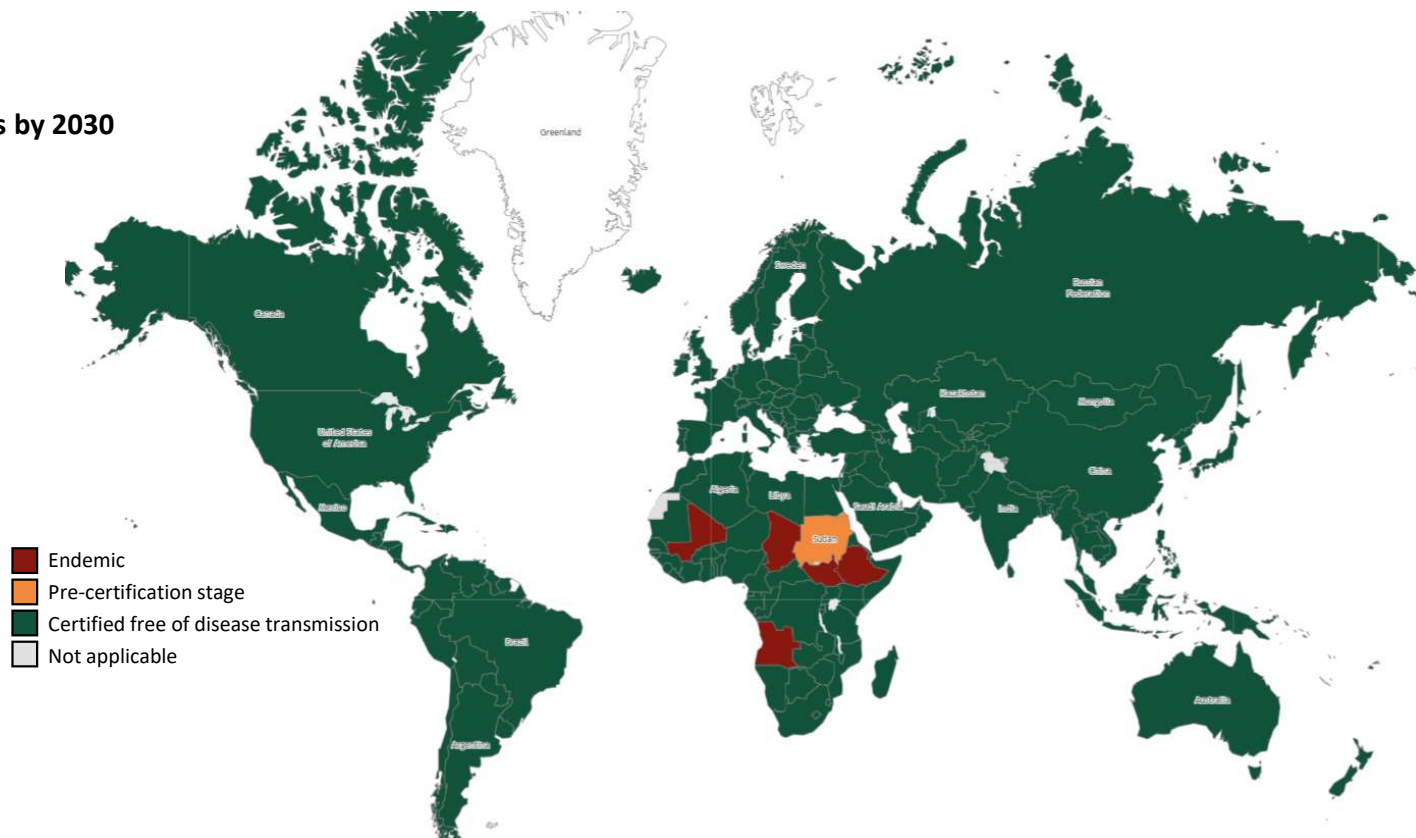 s by 2030
Greenland
Sweden
Russian
Federation
Canada
Kazakhstan
Mongolia
United States
of America
China
Algeria
Libya
Mexico
Saudi Arabia
India
Sudan
Endemic
Pre-certification stage
Certified free of disease transmission
Not applicable
Brazil
Australia
Argentina